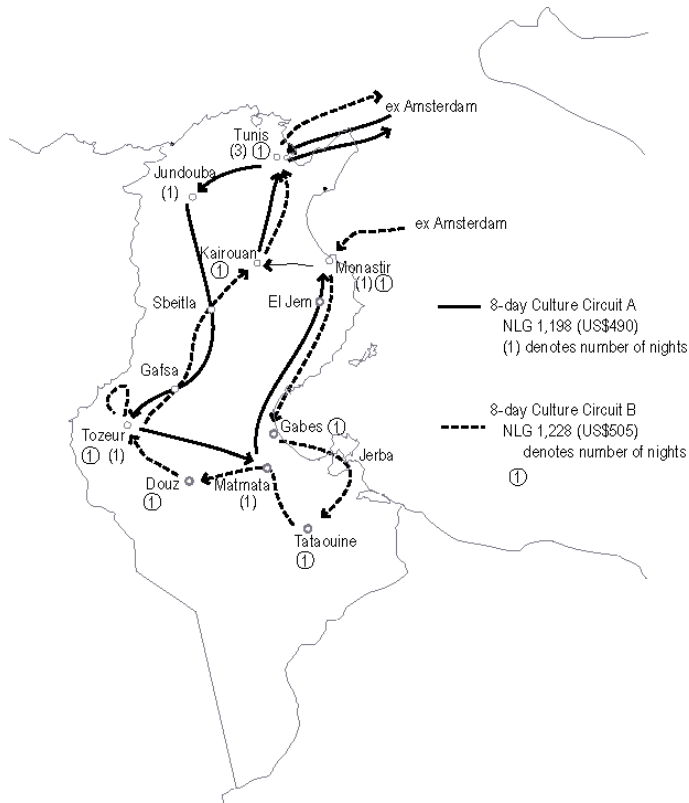 ex Amsterdam
Tunis
(3) ①
Jundouba
(1)
ex Amsterdam
Kairouan
①
Monastir
(1) ①
El Jem
Sbeitla
8-day Culture Circuit A
NLG 1,198 (US$490)
(1) denotes number of nights
Gafsa
8-day Culture Circuit B
NLG 1,228 (US$505)
denotes number of nights
①
Gabes ①
Tozeur
① (1)
Jerba
Douz
①
Matmata
(1)
Tataouine
①